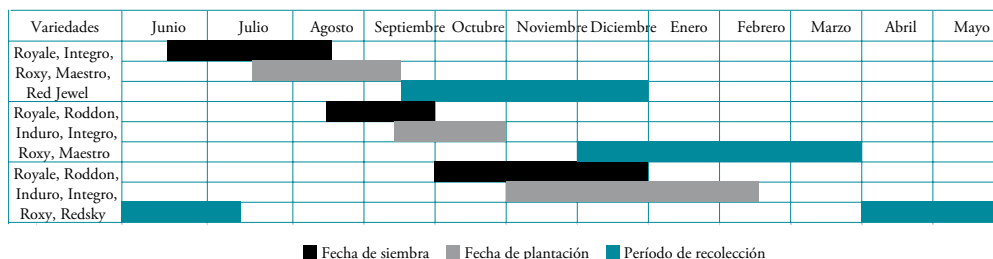 Variedades Junio Julio Agosto Septiembre Octubre Noviembre Diciembre Enero Febrero Marzo Abril Mayo
Royale, Integro,
Roxy, Maestro,
Red Jewel
Royale, Roddon,
Induro, Integro,
Roxy, Maestro
Royale, Roddon,
Induro, Integro,
Roxy, Redsky
Fecha de siembra Fecha de plantación Período de recolección